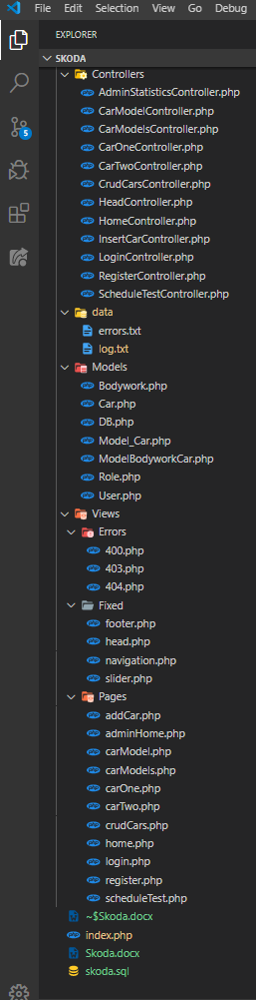 File Edit Selection View Go Debug
EXPLORER
SKODA
Controllers
AdminStatisticsController.php
CarModelController.php
CarModelsController.php
CarOneController.php
CarTwoController.php
CrudCarsController.php
HeadController.php
HomeController.php
InsertCarController.php
LoginController.php
RegisterController.php
ScheduleTestController.php
data
errors.txt
log.txt
Models
Bodywork.php
Car.php
DB.php
Model_Car.php
ModelBodyworkCar.php
Role.php
User.php
Views
Errors
400.php
403.php
404.php
Fixed
footer.php
head.php
navigation.php
slider.php
Pages
addCar.php
adminHome.php
carModel.php
carModels.php
carOne.php
carTwo.php
crudCars.php
home.php
login.php
register.php
scheduleTest.php
~$Skoda.docx
index.php
Skoda.docx
skoda.sql
5